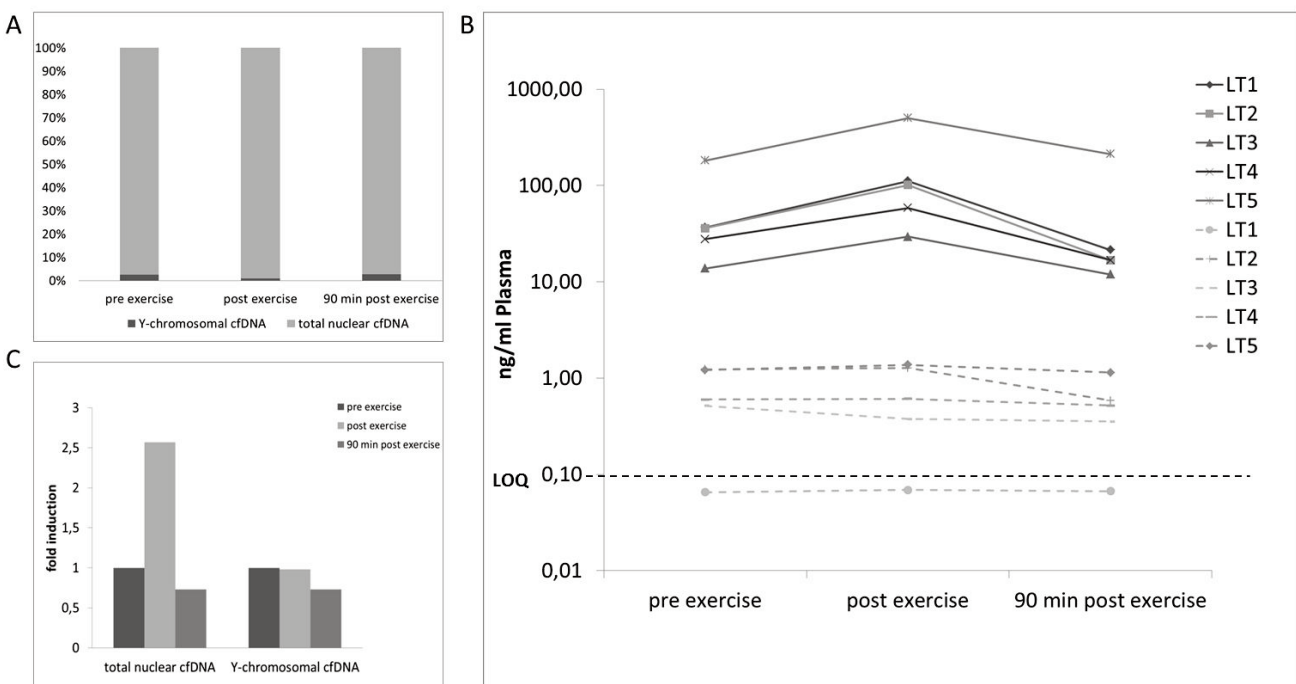 A
100%
90%
80%
70%
60%
50%
40%
30%
20%
10%
0%
pre exercise post exercise 90 min post exercise
Y-chromosomal cfDNA total nuclear cfDNA
B
ng/ml Plasma
1000,00
100,00
10,00
1,00
0,10
0,01
LOQ
pre exercise post exercise 90 min post exercise
LT1
LT2
LT3
LT4
LT5
LT1
LT2
LT3
LT4
LT5
C
fold induction
3
2,5
2
1,5
1
0,5
0
total nuclear cfDNA Y-chromosomal cfDNA
pre exercise
post exercise
90 min post exercise